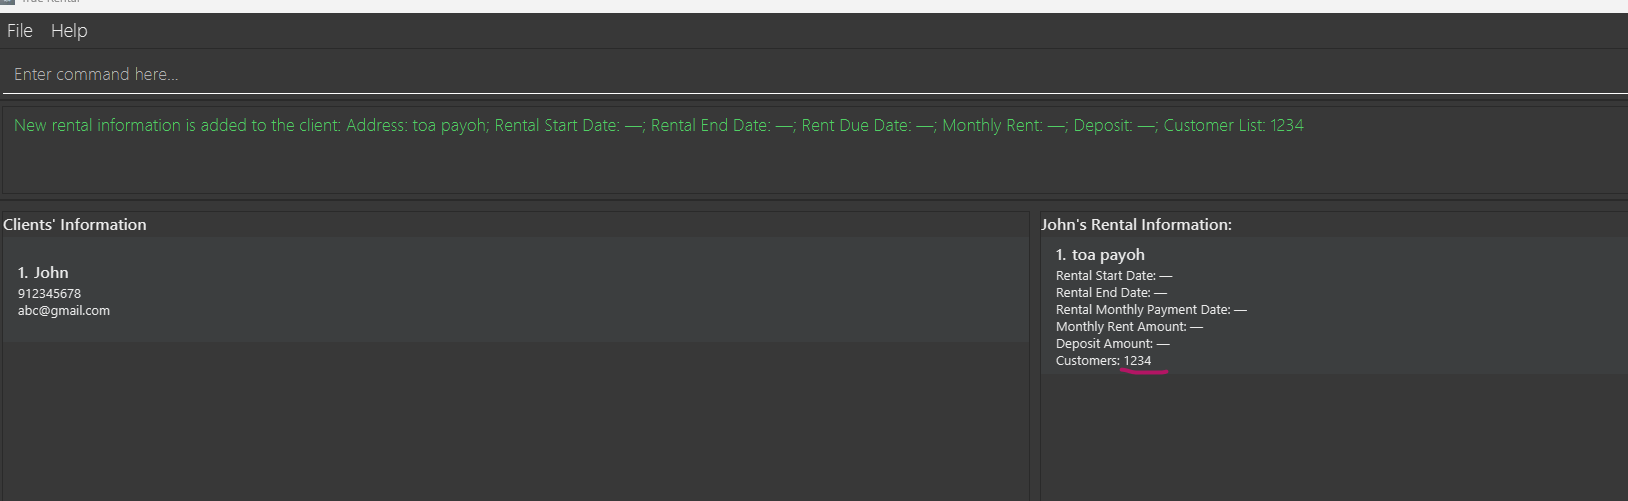 True Rental
File Help
Enter command here...
New rental information is added to the client: Address: toa payoh; Rental Start Date: —; Rental End Date: —; Rent Due Date: —; Monthly Rent: —; Deposit: —; Customer List: 1234
Clients' Information
1. John
912345678
abc@gmail.com
John's Rental Information:
1. toa payoh
Rental Start Date: —
Rental End Date: —
Rental Monthly Payment Date: —
Monthly Rent Amount: —
Deposit Amount: —
Customers: 1234